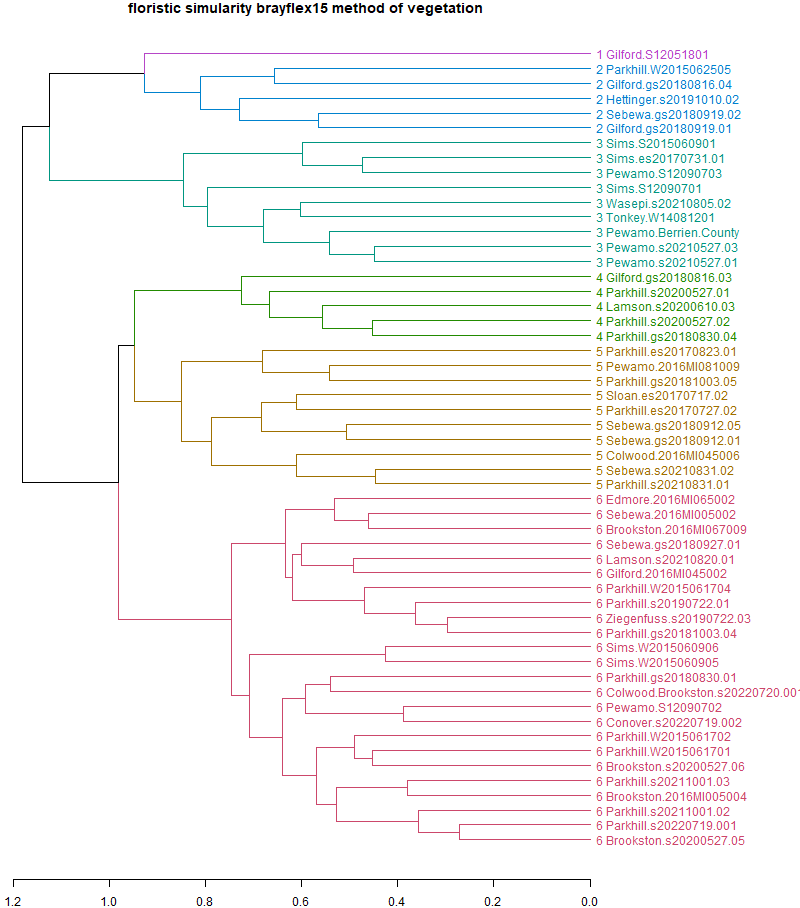 floristic simularity brayflex15 method of vegetation
1 Gilford.S12051801
2 Parkhill.W2015062505
2 Gilford.gs20180816.04
2 Hettinger.s20191010.02
2 Sebewa.gs20180919.02
2 Gilford.gs20180919.01
3 Sims.S2015060901
3 Sims.es20170731.01
3 Pewamo.S12090703
3 Sims.S12090701
3 Wasepi.s20210805.02
3 Tonkey.W14081201
3 Pewamo.Berrien.County
3 Pewamo.s20210527.03
3 Pewamo.s20210527.01
4 Gilford.gs20180816.03
4 Parkhill.s20200527.01
4 Lamson.s20200610.03
4 Parkhill.s20200527.02
4 Parkhill.gs20180830.04
5 Parkhill.es20170823.01
5 Pewamo.2016MI081009
5 Parkhill.gs20181003.05
5 Sloan.es20170717.02
5 Parkhill.es20170727.02
5 Sebewa.gs20180912.05
5 Sebewa.gs20180912.01
5 Colwood.2016MI045006
5 Sebewa.s20210831.02
5 Parkhill.s20210831.01
6 Edmore.2016MI065002
6 Sebewa.2016MI005002
6 Brookston.2016MI067009
6 Sebewa.gs20180927.01
6 Lamson.s20210820.01
6 Gilford.2016MI045002
6 Parkhill.W2015061704
6 Parkhill.s20190722.01
6 Ziegenfuss.s20190722.03
6 Parkhill.gs20181003.04
6 Sims.W2015060906
6 Sims.W2015060905
6 Parkhill.gs20180830.01
6 Colwood.Brookston.s20220720.001
6 Pewamo.S12090702
6 Conover.s20220719.002
6 Parkhill.W2015061702
6 Parkhill.W2015061701
6 Brookston.s20200527.06
6 Parkhill.s20211001.03
6 Brookston.2016MI005004
6 Parkhill.s20211001.02
6 Parkhill.s20220719.001
6 Brookston.s20200527.05
1.2 1.0 0.8 0.6 0.4 0.2 0.0